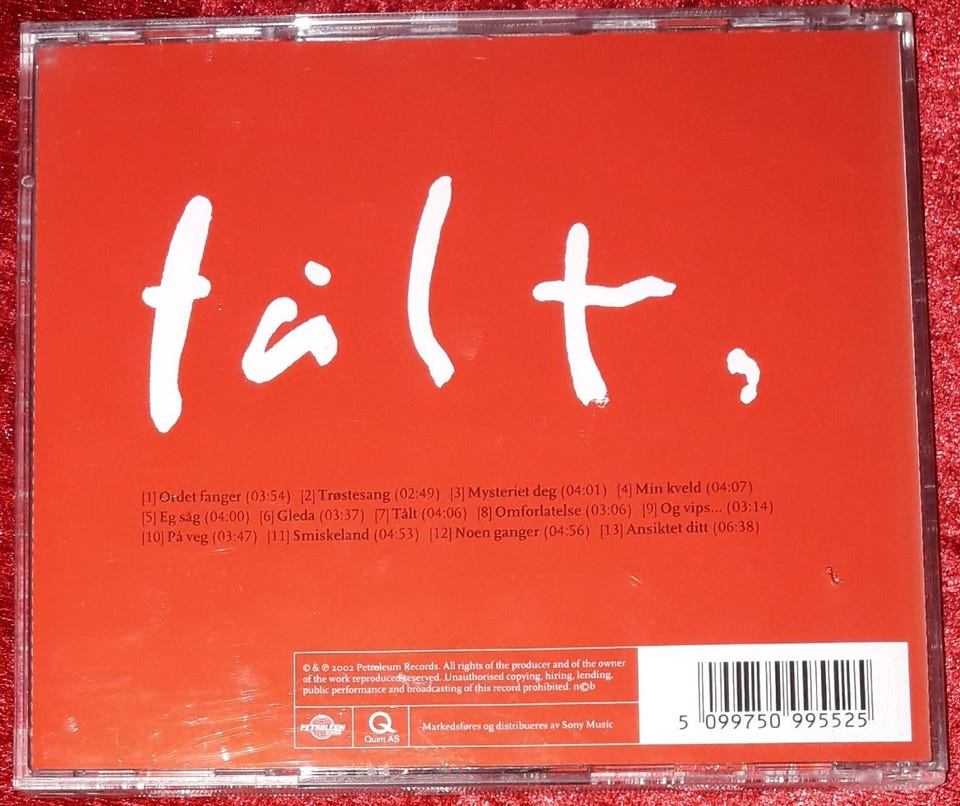 tålt,
[1] Ordet fanger (03:54) [2] Trøstesang (02:49) [3] Mysteriet deg (04:01) [4] Min kveld (04:07)
[5] Eg såg (04:00) [6] Gleda (03:37) [7] Tålt (04:06) [8] Omforlatelse (03:06) [9] Og vips... (03:14)
[10] På veg (03:47) [11] Smiskeland (04:53) [12] Noen ganger (04:56) [13] Ansiktet ditt (06:38)
© & ℗ 2002 Petroleum Records. All rights of the producer and of the owner
of the work reproduced reserved. Unauthorised copying, hiring, lending,
public performance and broadcasting of this record prohibited. n©b
PETROLEUM
Q
Quint AS
Markedsføres og distribueres av Sony Music
5 099750 995525